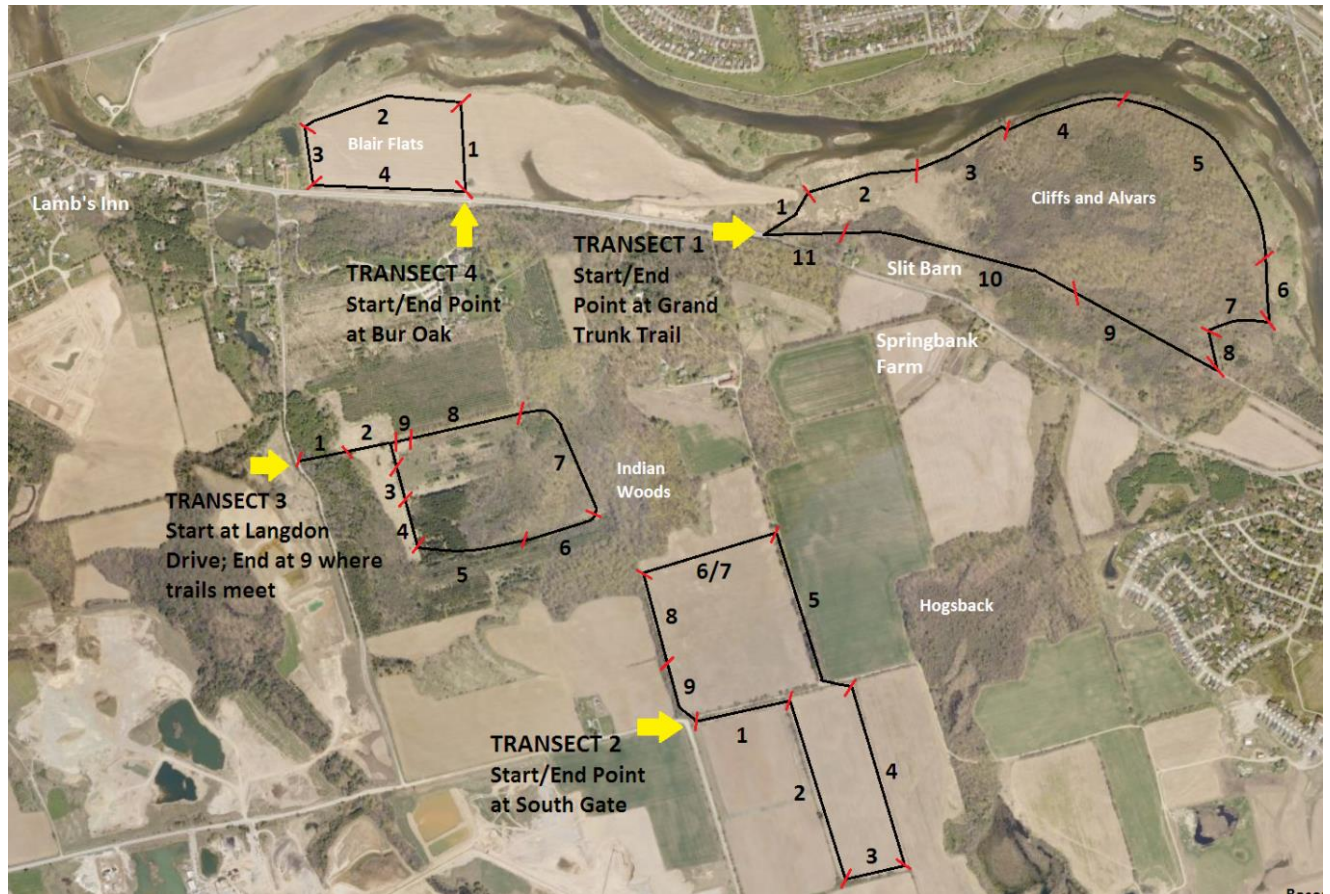 2
Blair Flats
1
3
4
Lamb's Inn
TRANSECT 4
Start/End Point
at Bur Oak
TRANSECT 1
Start/End
Point at Grand
Trunk Trail
1
2
3
4
5
Cliffs and Alvars
6
7
8
9
10
11
Slit Barn
Springbank
Farm
1
2
9
8
7
3
4
5
6
Indian
Woods
TRANSECT 3
Start at Langdon
Drive; End at 9 where
trails meet
6/7
5
8
9
Hogsback
TRANSECT 2
Start/End Point
at South Gate
1
2
4
3